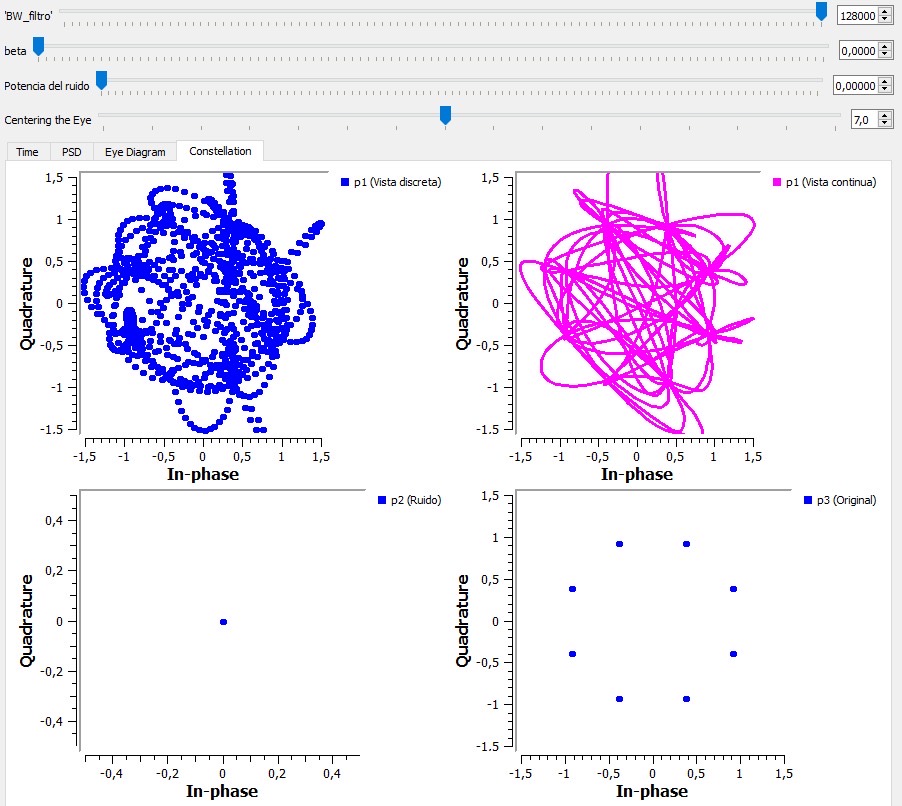 'BW_filtro' 128000
beta 0,0000
Potencia del ruido 0,00000
Centering the Eye 7,0
Time PSD Eye Diagram Constellation
p1 (Vista discreta)
Quadrature
1,5
1
0,5
0
-0,5
-1
-1.5
-1,5 -1 -0,5 0 0,5 1 1,5
In-phase
p1 (Vista continua)
Quadrature
1,5
1
0,5
0
-0,5
-1
-1.5
-1,5 -1 -0,5 0 0,5 1 1,5
In-phase
p2 (Ruido)
Quadrature
0,4
0,2
0
-0,2
-0,4
-0,4 -0,2 0 0,2 0,4
In-phase
p3 (Original)
Quadrature
1,5
1
0,5
0
-0,5
-1
-1.5
-1,5 -1 -0,5 0 0,5 1 1,5
In-phase